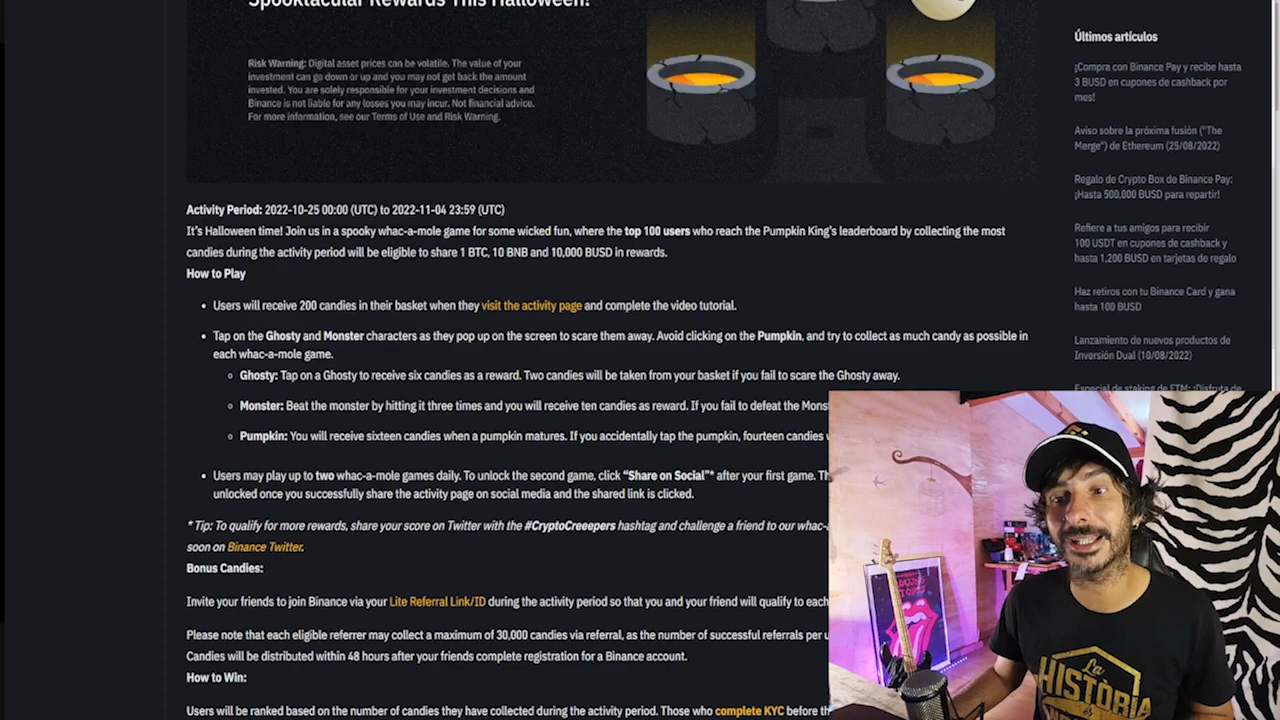 Spooktacular Rewards This Halloween!
Risk Warning: Digital asset prices can be volatile. The value of your
investment can go down or up and you may not get back the amount
invested. You are solely responsible for your investment decisions and
Binance is not liable for any losses you may incur. Not financial advice.
For more information, see our Terms of Use and Risk Warning.
Activity Period: 2022-10-25 00:00 (UTC) to 2022-11-04 23:59 (UTC)
It's Halloween time! Join us in a spooky whac-a-mole game for some wicked fun, where the top 100 users who reach the Pumpkin King's leaderboard by collecting the most
candies during the activity period will be eligible to share 1 BTC, 10 BNB and 10,000 BUSD in rewards.
How to Play
Users will receive 200 candies in their basket when they visit the activity page and complete the video tutorial.
Tap on the Ghosty and Monster characters as they pop up on the screen to scare them away. Avoid clicking on the Pumpkin, and try to collect as much candy as possible in
each whac-a-mole game.
Ghosty: Tap on a Ghosty to receive six candies as a reward. Two candies will be taken from your basket if you fail to scare the Ghosty away.
Monster: Beat the monster by hitting it three times and you will receive ten candies as reward. If you fail to defeat the Mons
Pumpkin: You will receive sixteen candies when a pumpkin matures. If you accidentally tap the pumpkin, fourteen candies
Users may play up to two whac-a-mole games daily. To unlock the second game, click “Share on Social”* after your first game. Th
unlocked once you successfully share the activity page on social media and the shared link is clicked.
* Tip: To qualify for more rewards, share your score on Twitter with the #CryptoCreeepers hashtag and challenge a friend to our whac-
soon on Binance Twitter.
Bonus Candies:
Invite your friends to join Binance via your Lite Referral Link/ID during the activity period so that you and your friend will qualify to each
Please note that each eligible referrer may collect a maximum of 30,000 candies via referral, as the number of successful referrals per u
Candies will be distributed within 48 hours after your friends complete registration for a Binance account.
How to Win:
Users will be ranked based on the number of candies they have collected during the activity period. Those who complete KYC before th
Últimos artículos
¡Compra con Binance Pay y recibe hasta
3 BUSD en cupones de cashback por
mes!
Aviso sobre la próxima fusión ("The
Merge") de Ethereum (25/08/2022)
Regalo de Crypto Box de Binance Pay:
¡Hasta 500,000 BUSD para repartir!
Refiere a tus amigos para recibir
100 USDT en cupones de cashback y
hasta 1,200 BUSD en tarjetas de regalo
Haz retiros con tu Binance Card y gana
hasta 100 BUSD
Lanzamiento de nuevos productos de
Inversión Dual (10/08/2022)
Especial de staking de FTM: ¡Disfruta de
La
HISTORIA